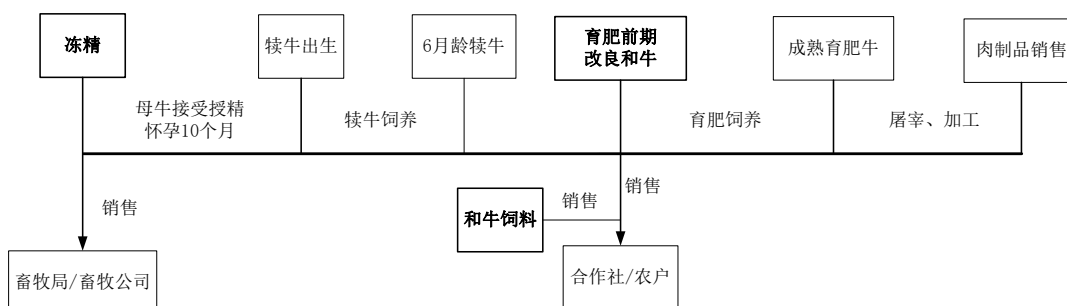 冻精
犊牛出生
6月龄犊牛
育肥前期
改良和牛
成熟育肥牛
肉制品销售
母牛接受授精
怀孕10个月
犊牛饲养
育肥饲养
屠宰、加工
销售
和牛饲料
销售
销售
畜牧局/畜牧公司
合作社/农户